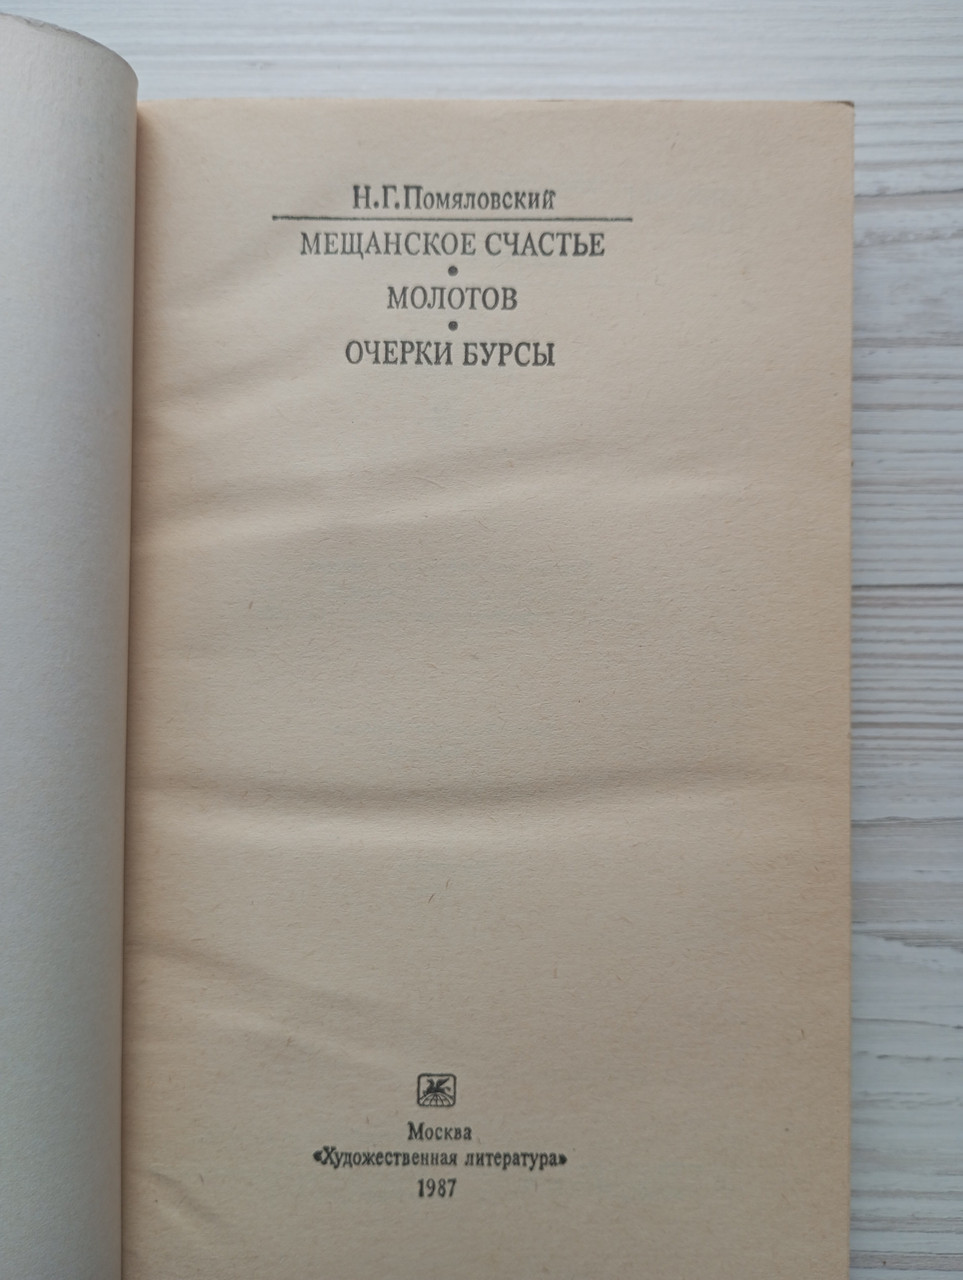 Н.Г.Помяловский
МЕЩАНСКОЕ СЧАСТЬЕ
•
МОЛОТОВ
•
ОЧЕРКИ БУРСЫ
Москва
«Художественная литература»
1987